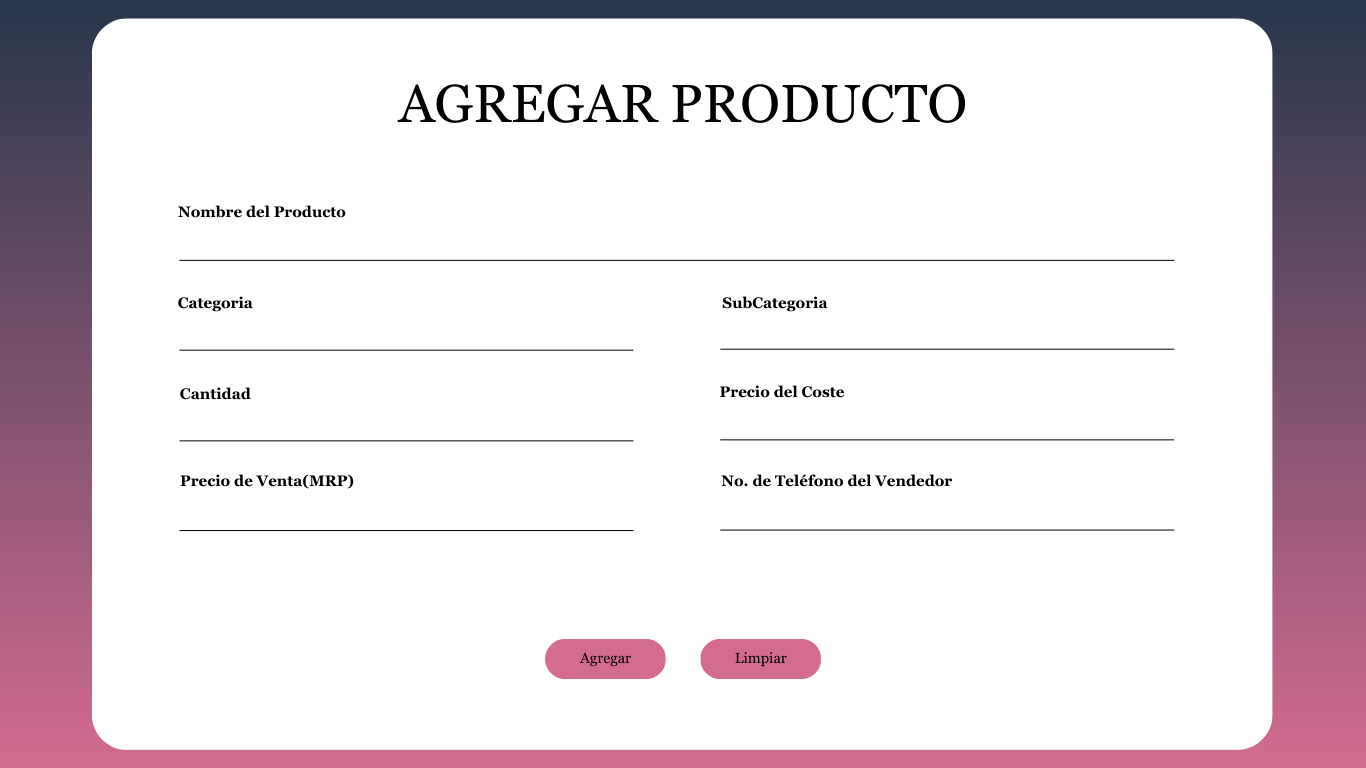 AGREGAR PRODUCTO
Nombre del Producto
Categoria
SubCategoria
Cantidad
Precio del Coste
Precio de Venta(MRP)
No. de Teléfono del Vendedor
Agregar
Limpiar